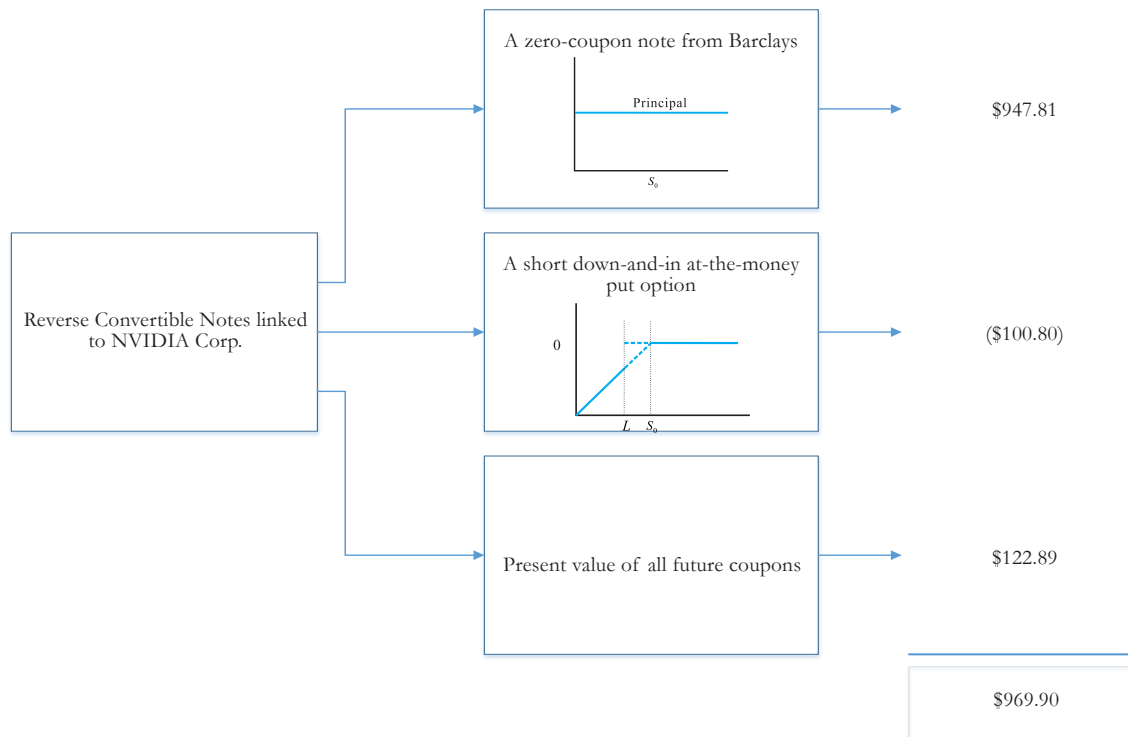 A zero-coupon note from Barclays
Principal
S₀
$947.81
Reverse Convertible Notes linked
to NVIDIA Corp.
A short down-and-in at-the-money
put option
0
L S₀
($100.80)
Present value of all future coupons
$122.89
$969.90